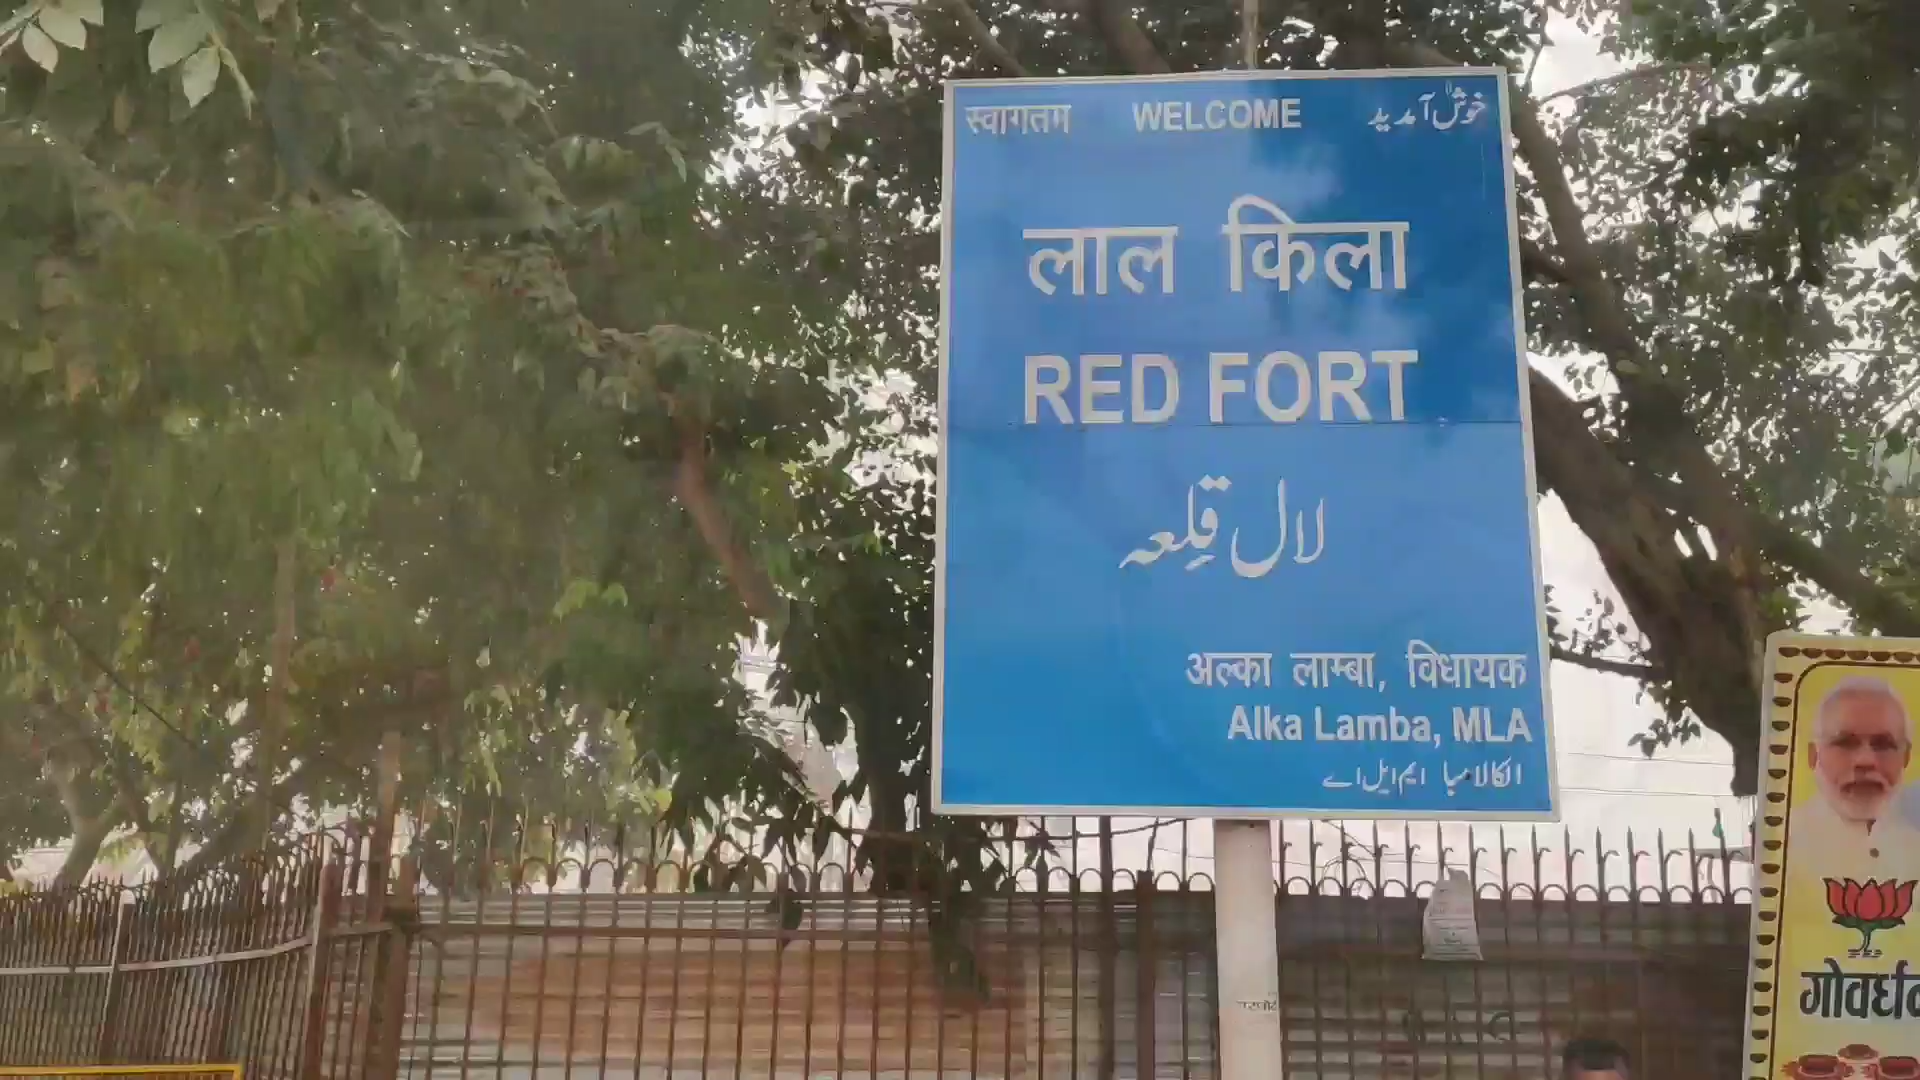 स्वागतम WELCOME خوش آمدید
लाल किला
RED FORT
لال قلعہ
अल्का लाम्बा, विधायक
Alka Lamba, MLA
الکا لامبا ایم ایل اے
गोवर्धन